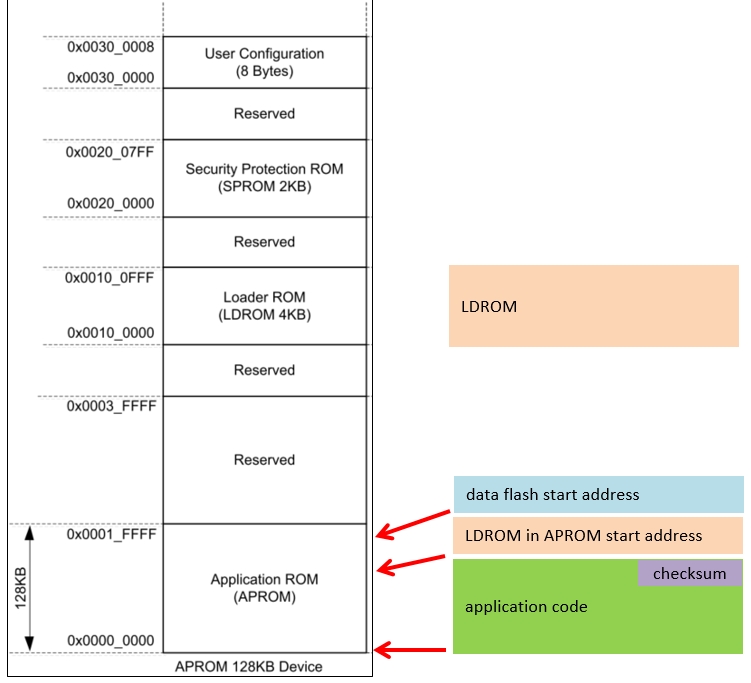 0x0030_0008
User Configuration
(8 Bytes)
0x0030_0000
Reserved
0x0020_07FF
Security Protection ROM
(SPROM 2KB)
0x0020_0000
Reserved
0x0010_0FFF
Loader ROM
(LDROM 4KB)
0x0010_0000
LDROM
Reserved
0x0003_FFFF
Reserved
data flash start address
0x0001_FFFF
LDROM in APROM start address
128KB
Application ROM
(APROM)
checksum
application code
0x0000_0000
APROM 128KB Device